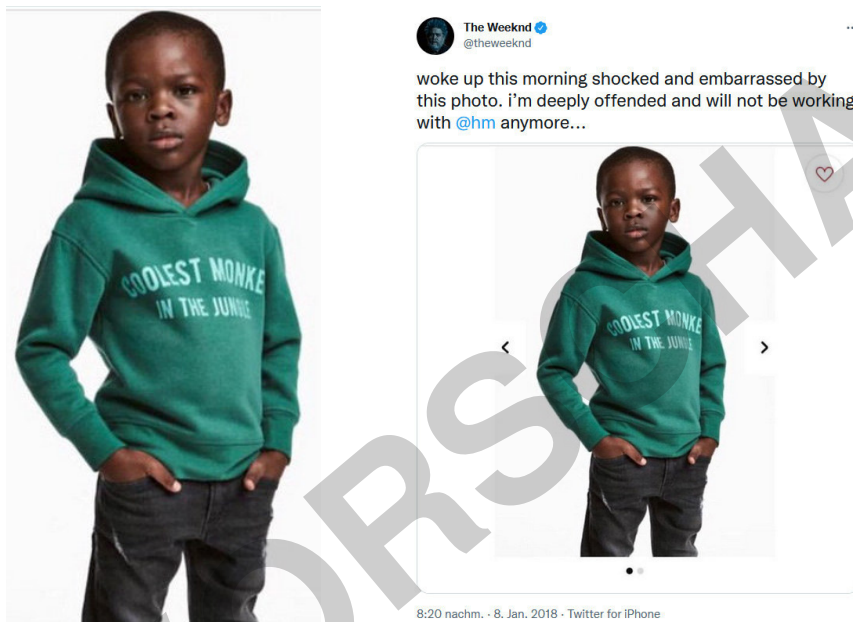 COOLEST MONKE
IN THE JUNGLE
The Weeknd
@theweeknd
woke up this morning shocked and embarrassed by
this photo. i’m deeply offended and will not be working
with @hm anymore…
COOLEST MONKE
IN THE JUNGLE
8:20 nachm. · 8. Jan. 2018 · Twitter for iPhone
ORSCHA